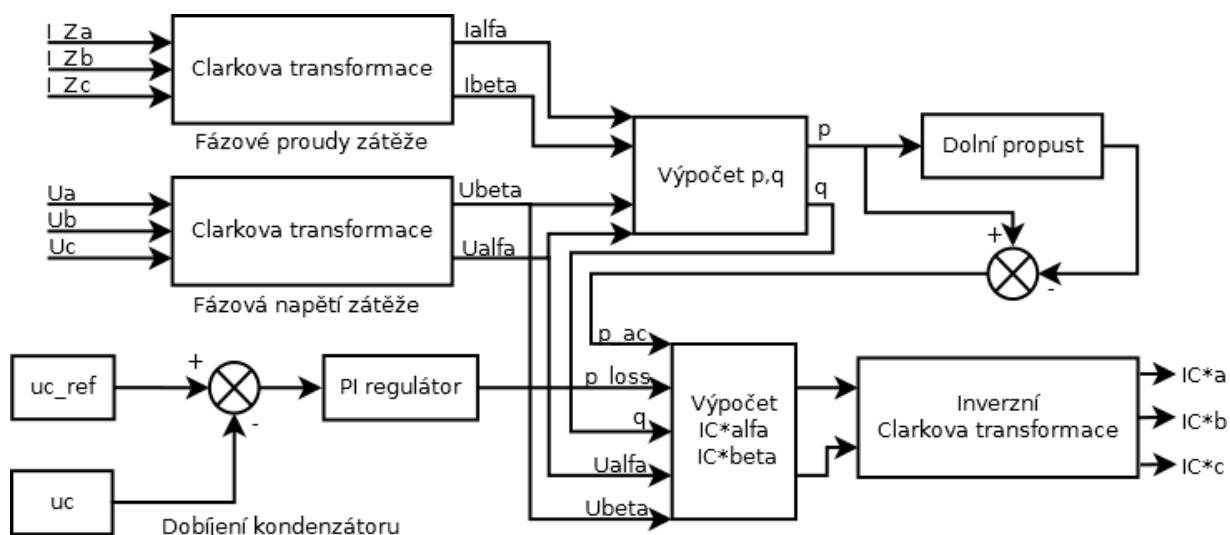 I_Za
I_Zb
I_Zc
Clarkova transformace
Ialfa
Ibeta
Fázové proudy zátěže
Ua
Ub
Uc
Clarkova transformace
Ubeta
Ualfa
Fázová napětí zátěže
Výpočet p,q
p
q
Dolní propust
+
-
uc_ref
+
-
PI regulátor
uc
Dobíjení kondenzátoru
p_ac
p_loss
q
Ualfa
Ubeta
Výpočet
IC*alfa
IC*beta
Inverzní
Clarkova transformace
IC*a
IC*b
IC*c